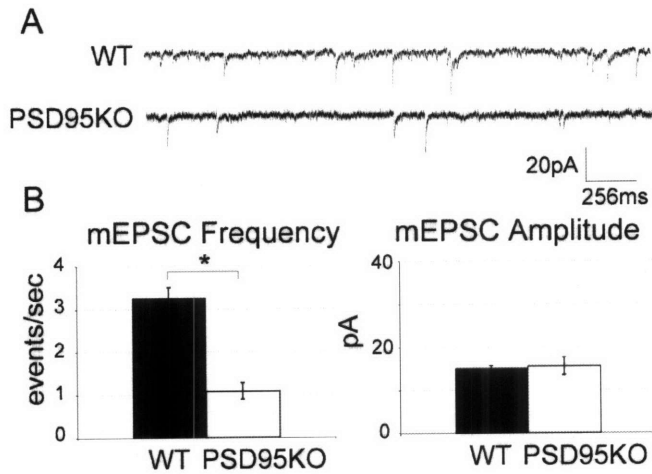 A
WT
PSD95KO
20pA
256ms
B
mEPSC Frequency
mEPSC Amplitude
*
events/sec
4
3
2
1
0
WT PSD95KO
pA
40
20
0
WT PSD95KO